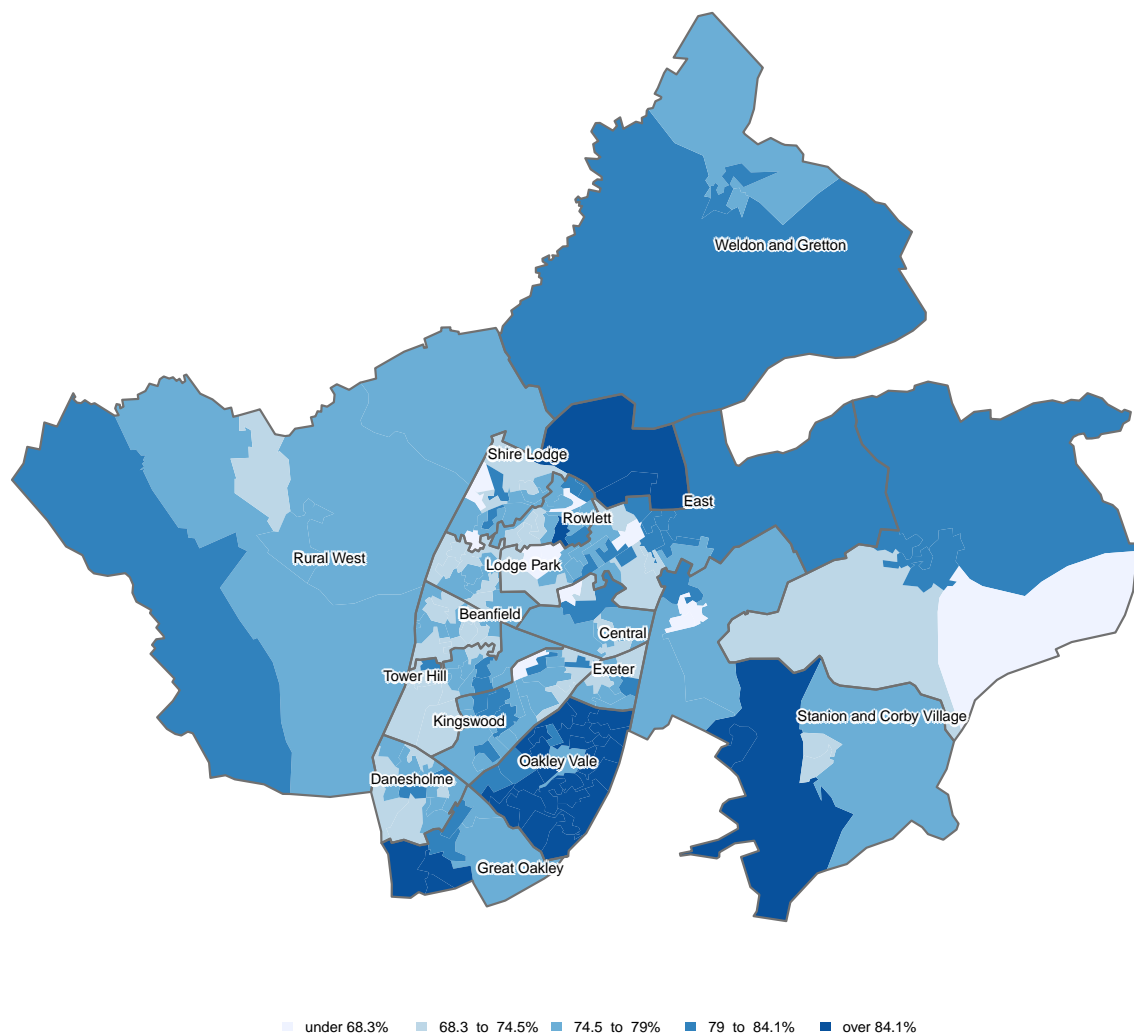 Weldon and Gretton
Shire Lodge
East
Rowlett
Rural West
Lodge Park
Beanfield
Central
Exeter
Tower Hill
Kingswood
Stanion and Corby Village
Oakley Vale
Danesholme
Great Oakley
under 68.3% 68.3 to 74.5% 74.5 to 79% 79 to 84.1% over 84.1%